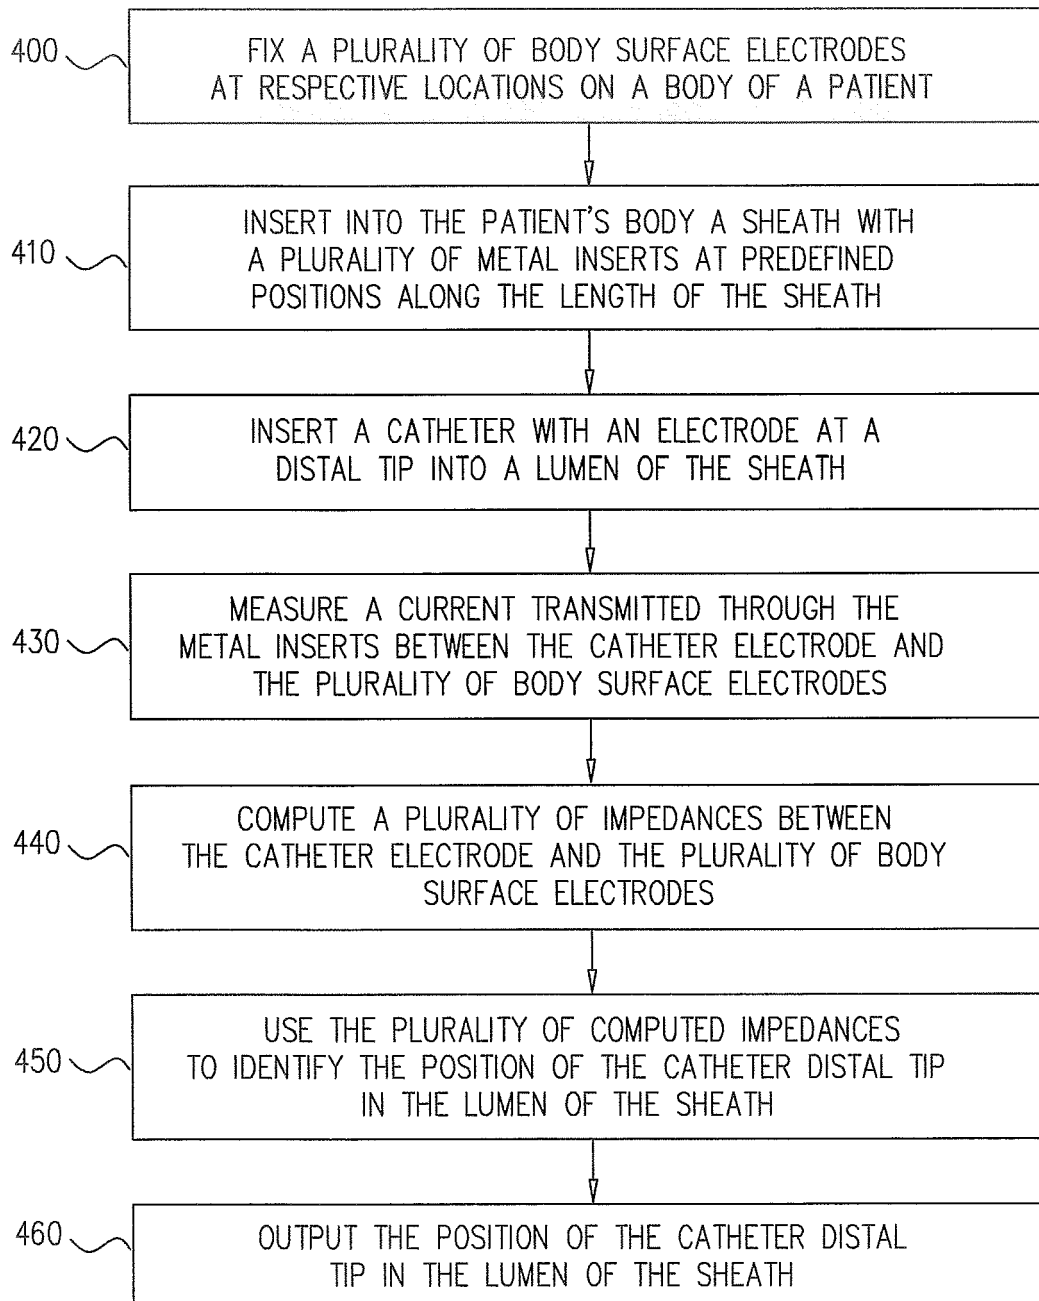 400
FIX A PLURALITY OF BODY SURFACE ELECTRODES
AT RESPECTIVE LOCATIONS ON A BODY OF A PATIENT
410
INSERT INTO THE PATIENT'S BODY A SHEATH WITH
A PLURALITY OF METAL INSERTS AT PREDEFINED
POSITIONS ALONG THE LENGTH OF THE SHEATH
420
INSERT A CATHETER WITH AN ELECTRODE AT A
DISTAL TIP INTO A LUMEN OF THE SHEATH
430
MEASURE A CURRENT TRANSMITTED THROUGH THE
METAL INSERTS BETWEEN THE CATHETER ELECTRODE AND
THE PLURALITY OF BODY SURFACE ELECTRODES
440
COMPUTE A PLURALITY OF IMPEDANCES BETWEEN
THE CATHETER ELECTRODE AND THE PLURALITY OF BODY
SURFACE ELECTRODES
450
USE THE PLURALITY OF COMPUTED IMPEDANCES
TO IDENTIFY THE POSITION OF THE CATHETER DISTAL TIP
IN THE LUMEN OF THE SHEATH
460
OUTPUT THE POSITION OF THE CATHETER DISTAL
TIP IN THE LUMEN OF THE SHEATH